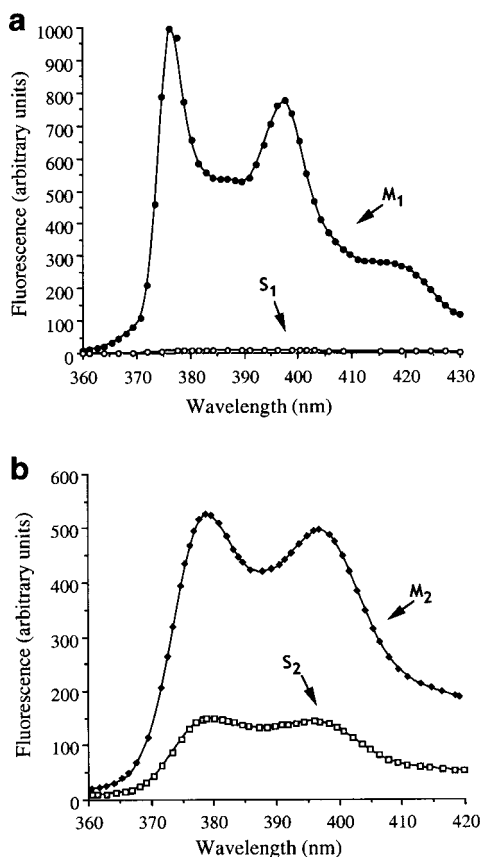 a
Fluorescence (arbitrary units)
1000
900
800
700
600
500
400
300
200
100
0
M1
S1
360 370 380 390 400 410 420 430
Wavelength (nm)
b
Fluorescence (arbitrary units)
600
500
400
300
200
100
0
M2
S2
360 370 380 390 400 410 420
Wavelength (nm)